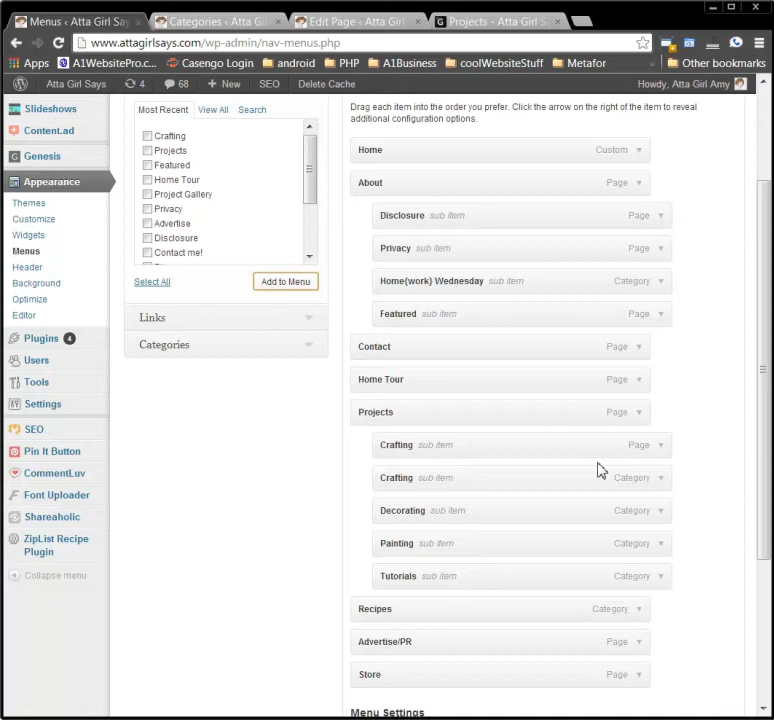 Menus ‹ Atta Girl Say
Categories ‹ Atta Girl S
Edit Page ‹ Atta Girl
Projects - Atta Girl S
www.attagirlsays.com/wp-admin/nav-menus.php
Apps A1WebsitePro.c... Casengo Login android PHP A1Business coolWebsiteStuff Metafor » Other bookmarks
Atta Girl Says 4 68 + New SEO Delete Cache Howdy, Atta Girl Amy
Slideshows
Content.ad
Genesis
Appearance
Themes
Customize
Widgets
Menus
Header
Background
Optimize
Editor
Plugins 4
Users
Tools
Settings
SEO
Pin It Button
CommentLuv
Font Uploader
Shareaholic
ZipList Recipe
Plugin
Collapse menu
Most Recent View All Search
Crafting
Projects
Featured
Home Tour
Project Gallery
Privacy
Advertise
Disclosure
Contact me!
Select All Add to Menu
Links
Categories
Drag each item into the order you prefer. Click the arrow on the right of the item to reveal
additional configuration options.
Home Custom
About Page
Disclosure sub item Page
Privacy sub item Page
Home{work} Wednesday sub item Category
Featured sub item Page
Contact Page
Home Tour Page
Projects Page
Crafting sub item Page
Crafting sub item Category
Decorating sub item Category
Painting sub item Category
Tutorials sub item Category
Recipes Category
Advertise/PR Page
Store Page
Menu Settings